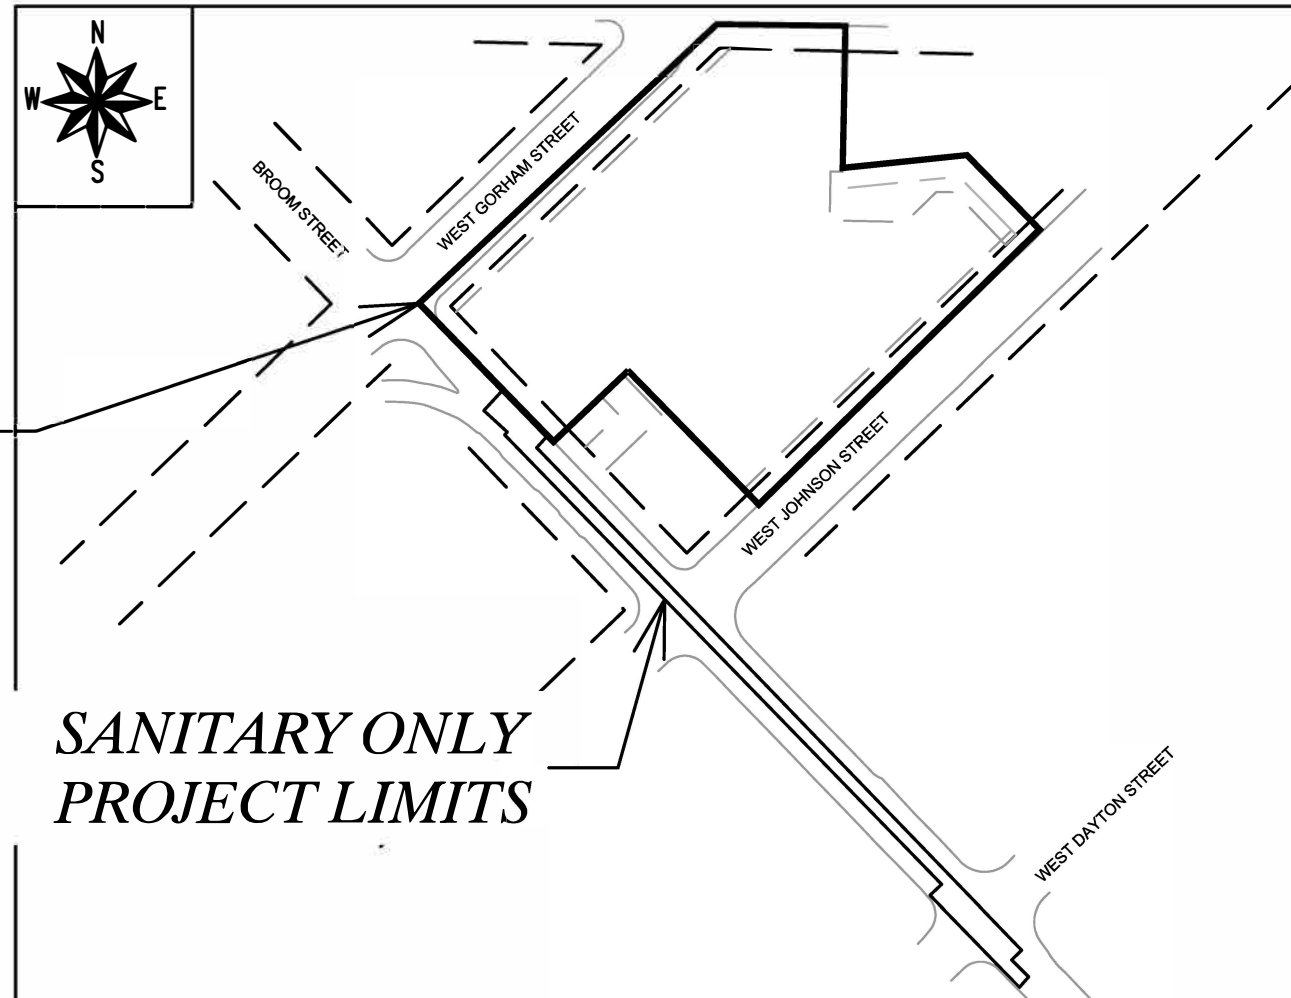 N
W E
S
BROOM STREET
WEST GORHAM STREET
WEST JOHNSON STREET
SANITARY ONLY
PROJECT LIMITS
WEST DAYTON STREET